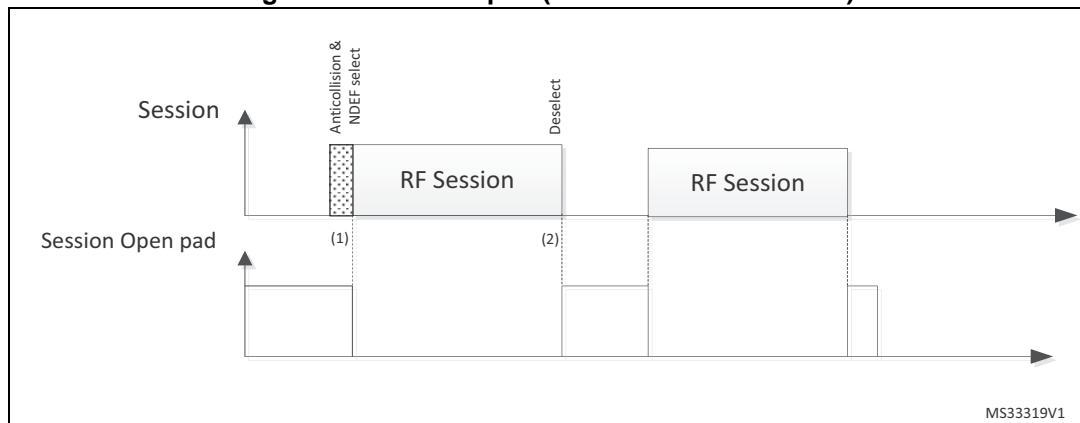 Session
Anticollision &
NDEF select
Deselect
RF Session
RF Session
(1)
(2)
Session Open pad
MS33319V1